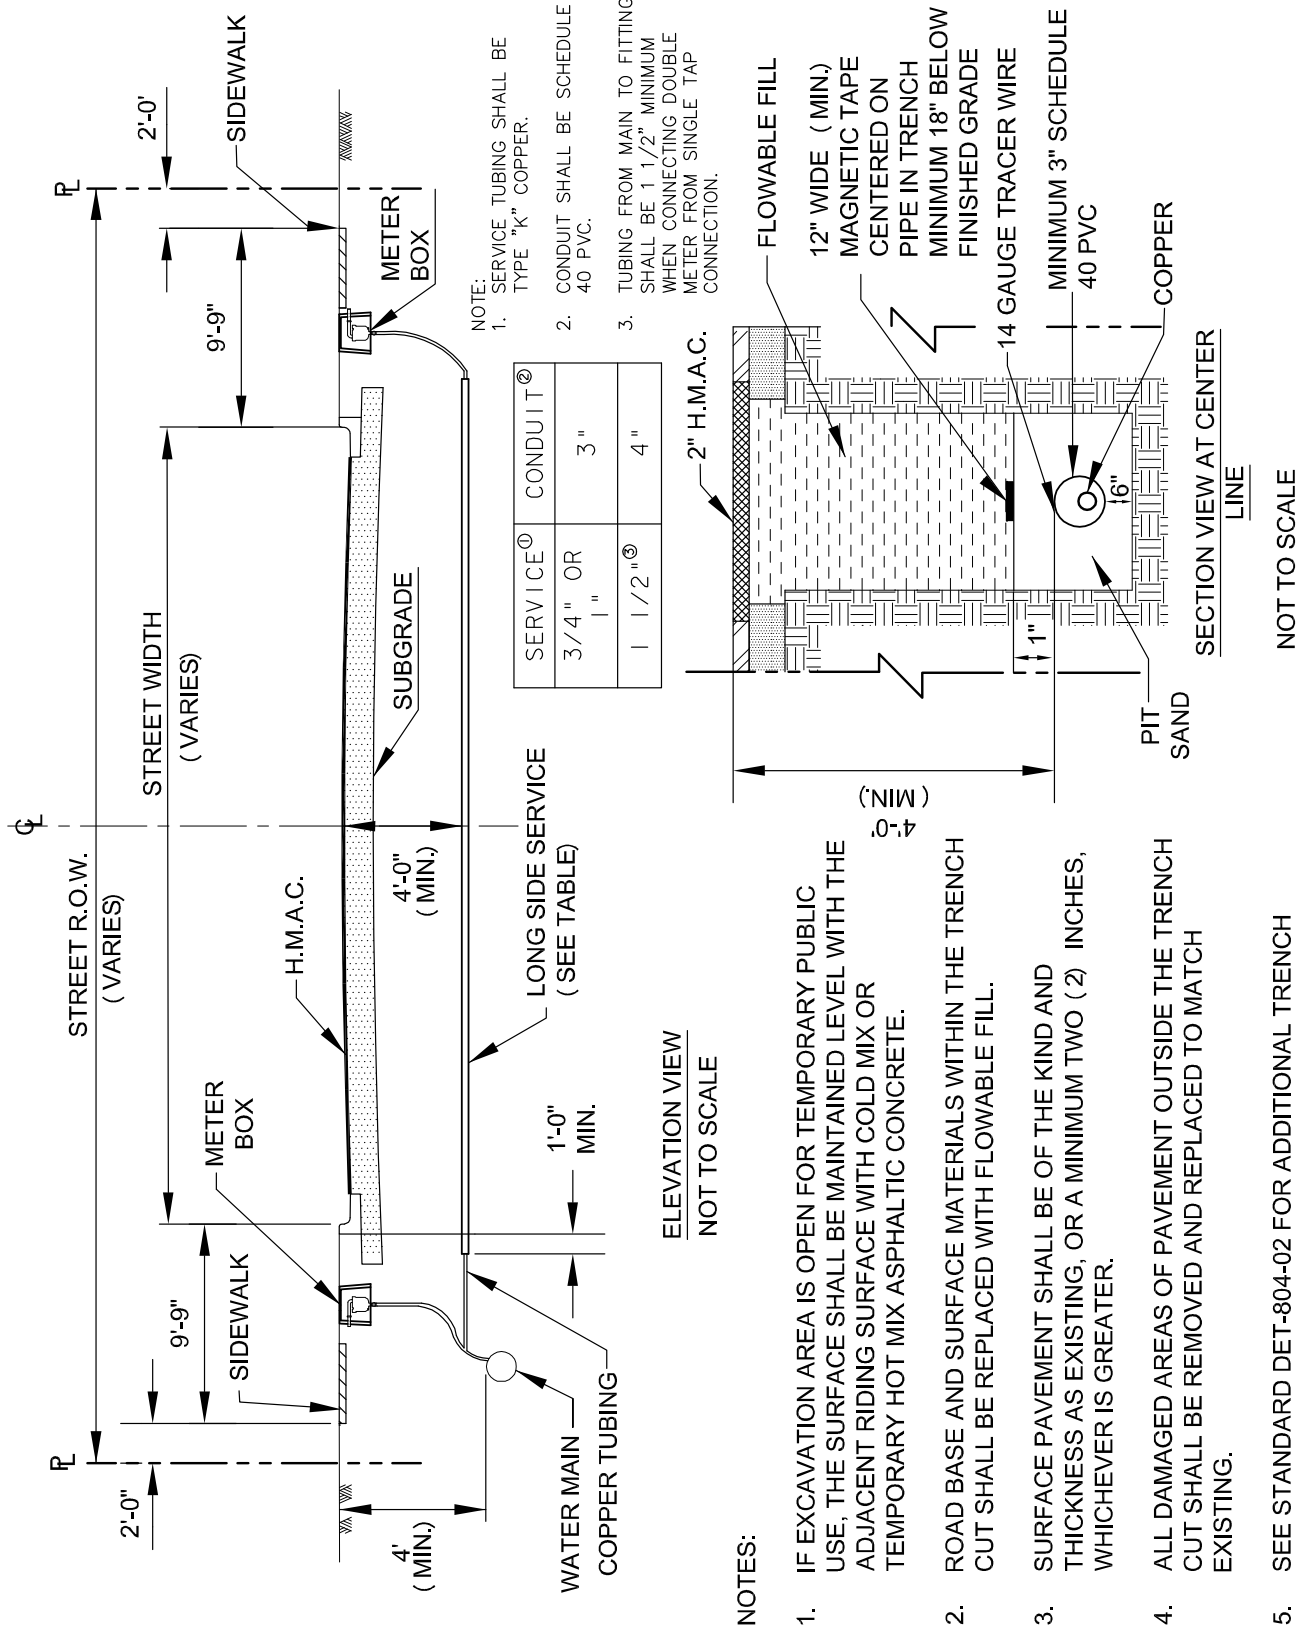 STREET R.O.W.
(VARIES)
STREET WIDTH
(VARIES)
2'-0"
9'-9"
SIDEWALK
METER
BOX
H.M.A.C.
4'-0"
(MIN.)
SUBGRADE
9'-9"
2'-0'
SIDEWALK
METER
BOX
PL
CL
PL
4'
(MIN.)
WATER MAIN
COPPER TUBING
1'-0"
MIN.
LONG SIDE SERVICE
(SEE TABLE)
ELEVATION VIEW
NOT TO SCALE
SERVICE① CONDUIT②
3/4" OR
1" 3"
1 1/2"③ 4"
NOTE:
1. SERVICE TUBING SHALL BE
TYPE "K" COPPER.
2. CONDUIT SHALL BE SCHEDULE
40 PVC.
3. TUBING FROM MAIN TO FITTING
SHALL BE 1 1/2" MINIMUM
WHEN CONNECTING DOUBLE
METER FROM SINGLE TAP
CONNECTION.
NOTES:
1. IF EXCAVATION AREA IS OPEN FOR TEMPORARY PUBLIC
USE, THE SURFACE SHALL BE MAINTAINED LEVEL WITH THE
ADJACENT RIDING SURFACE WITH COLD MIX OR
TEMPORARY HOT MIX ASPHALTIC CONCRETE.
2. ROAD BASE AND SURFACE MATERIALS WITHIN THE TRENCH
CUT SHALL BE REPLACED WITH FLOWABLE FILL.
3. SURFACE PAVEMENT SHALL BE OF THE KIND AND
THICKNESS AS EXISTING, OR A MINIMUM TWO (2) INCHES,
WHICHEVER IS GREATER.
4. ALL DAMAGED AREAS OF PAVEMENT OUTSIDE THE TRENCH
CUT SHALL BE REMOVED AND REPLACED TO MATCH
EXISTING.
5. SEE STANDARD DET-804-02 FOR ADDITIONAL TRENCH
2" H.M.A.C.
FLOWABLE FILL
12" WIDE (MIN.)
MAGNETIC TAPE
CENTERED ON
PIPE IN TRENCH
MINIMUM 18" BELOW
FINISHED GRADE
14 GAUGE TRACER WIRE
MINIMUM 3" SCHEDULE
40 PVC
COPPER
4'-0'
(MIN.)
1"
6"
PIT
SAND
SECTION VIEW AT CENTER
LINE
NOT TO SCALE